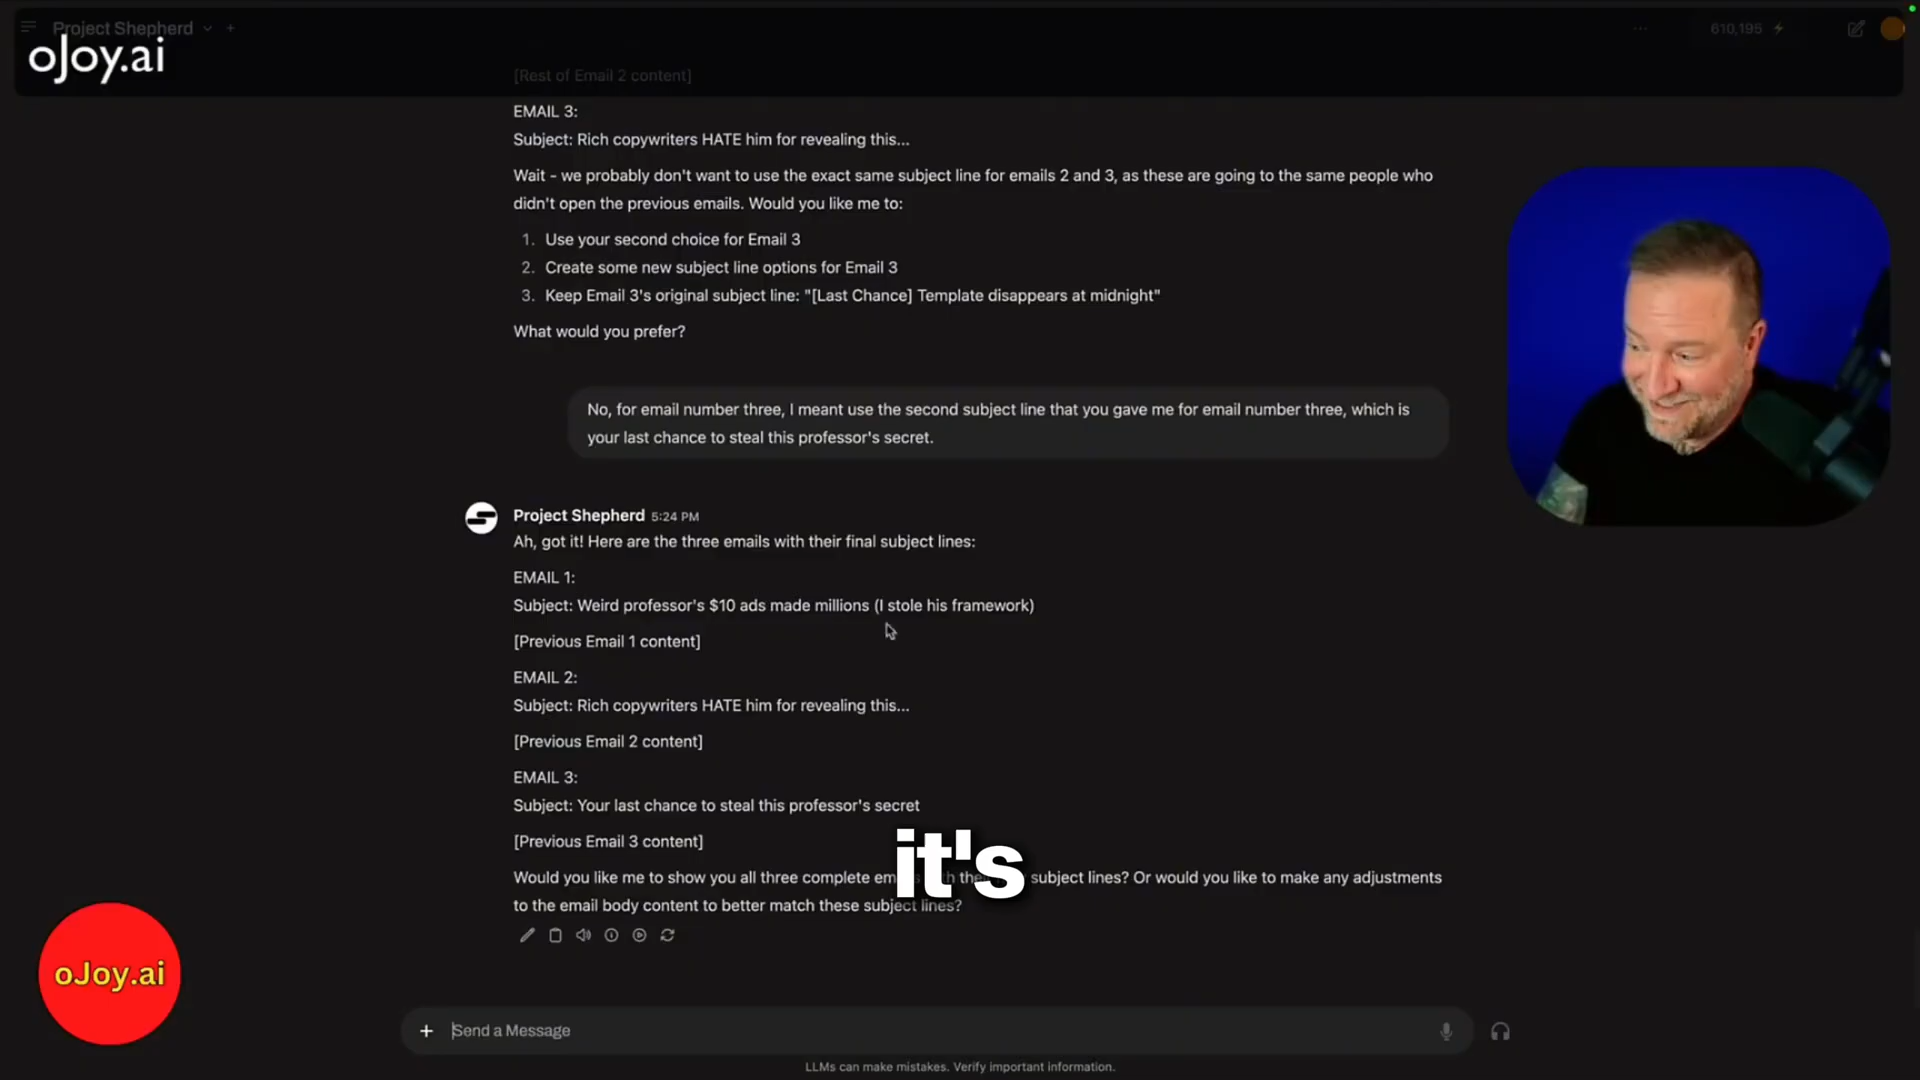 Project Shepherd
610,195
oJoy.ai
[Rest of Email 2 content]
EMAIL 3:
Subject: Rich copywriters HATE him for revealing this...
Wait - we probably don't want to use the exact same subject line for emails 2 and 3, as these are going to the same people who
didn't open the previous emails. Would you like me to:
1. Use your second choice for Email 3
2. Create some new subject line options for Email 3
3. Keep Email 3's original subject line: "[Last Chance] Template disappears at midnight"
What would you prefer?
No, for email number three, I meant use the second subject line that you gave me for email number three, which is
your last chance to steal this professor's secret.
Project Shepherd 5:24 PM
Ah, got it! Here are the three emails with their final subject lines:
EMAIL 1:
Subject: Weird professor's $10 ads made millions (I stole his framework)
[Previous Email 1 content]
EMAIL 2:
Subject: Rich copywriters HATE him for revealing this...
[Previous Email 2 content]
EMAIL 3:
Subject: Your last chance to steal this professor's secret
[Previous Email 3 content]
it's
Would you like me to show you all three complete subject lines? Or would you like to make any adjustments
to the email body content to better match these subject lines?
oJoy.ai
Send a Message
LLMs can make mistakes. Verify important information.